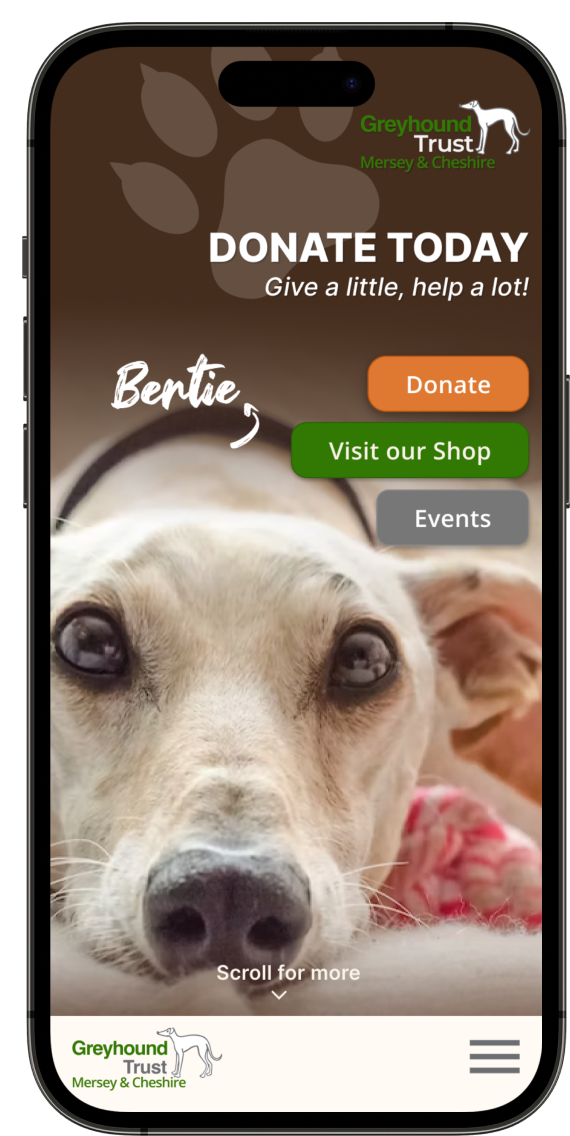 Greyhound
Trust
Mersey & Cheshire
DONATE TODAY
Give a little, help a lot!
Bertie
Donate
Visit our Shop
Events
Scroll for more
Greyhound
Trust
Mersey & Cheshire